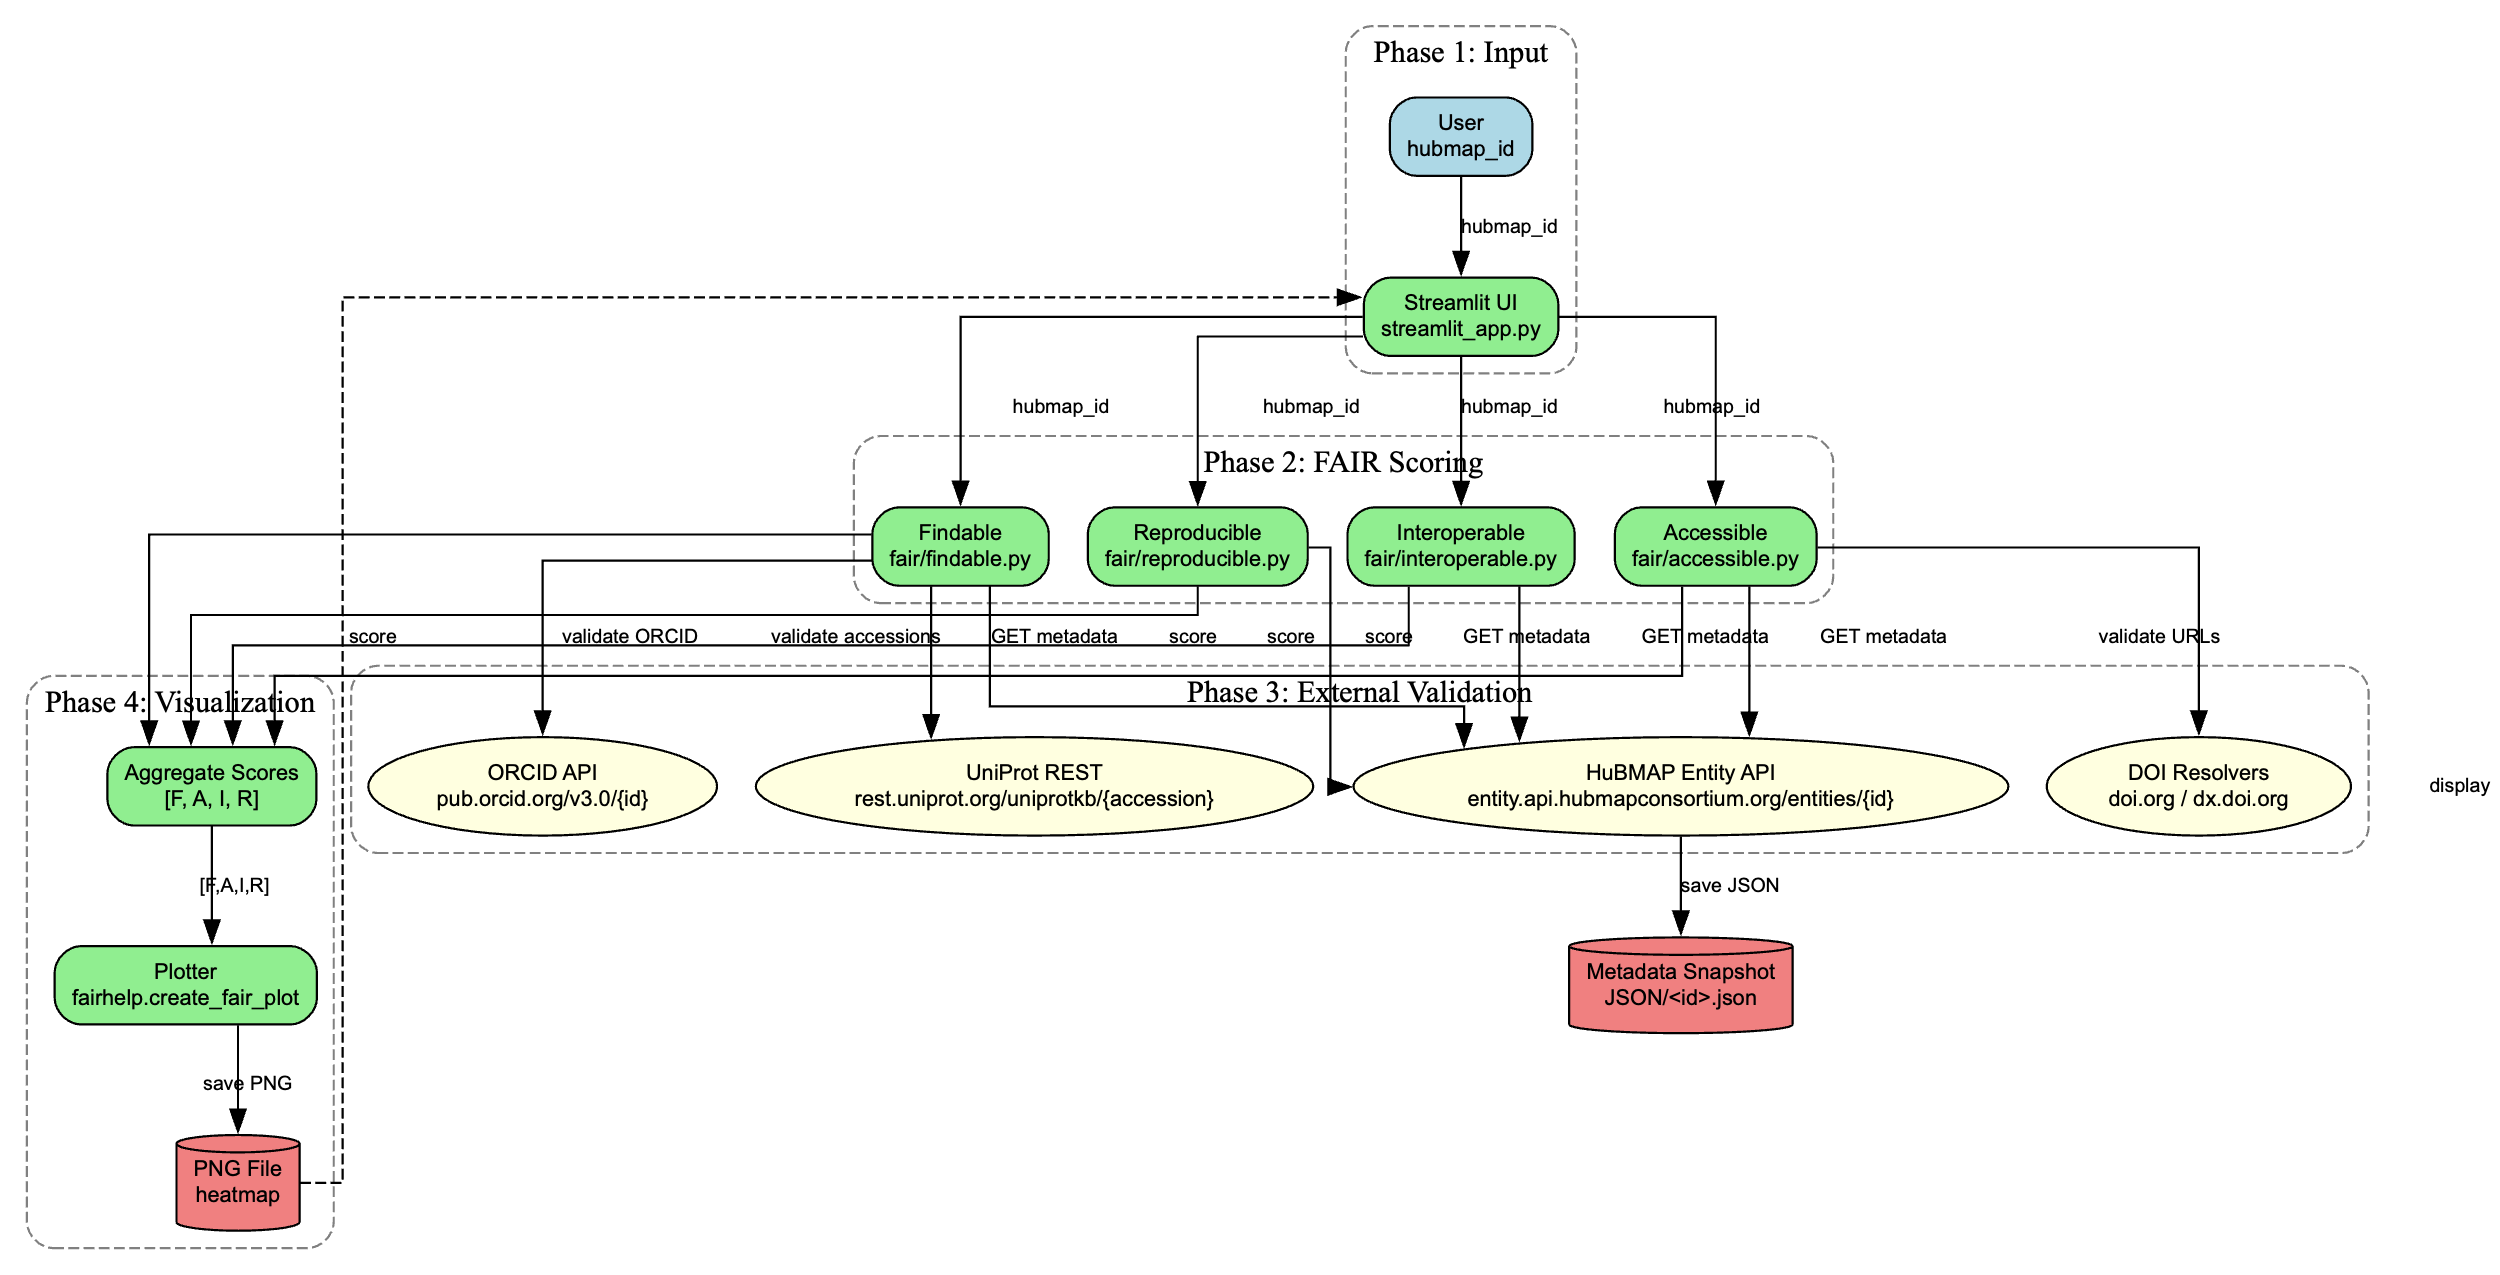 Phase 1: Input
User
hubmap_id
hubmap_id
Streamlit UI
streamlit_app.py
hubmap_id
hubmap_id
hubmap_id
hubmap_id
Phase 2: FAIR Scoring
Findable
fair/findable.py
Reproducible
fair/reproducible.py
Interoperable
fair/interoperable.py
Accessible
fair/accessible.py
score
validate ORCID
validate accessions
GET metadata
score
score
score
GET metadata
GET metadata
GET metadata
validate URLs
Phase 4: Visualization
Phase 3: External Validation
Aggregate Scores
[F, A, I, R]
ORCID API
pub.orcid.org/v3.0/{id}
UniProt REST
rest.uniprot.org/uniprotkb/{accession}
HuBMAP Entity API
entity.api.hubmapconsortium.org/entities/{id}
DOI Resolvers
doi.org / dx.doi.org
display
[F,A,I,R]
save JSON
Plotter
fairhelp.create_fair_plot
Metadata Snapshot
JSON/<id>.json
save PNG
PNG File
heatmap